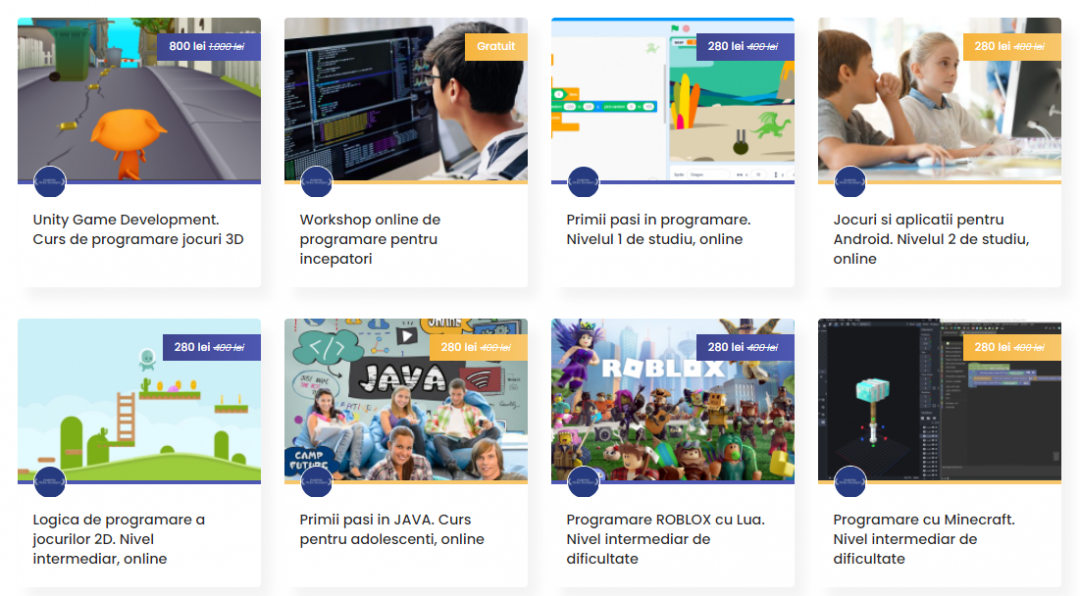 800 lei 1.000 lei
Gratuit
280 lei 400 lei
280 lei 400 lei
Unity Game Development.
Curs de programare jocuri 3D
Workshop online de
programare pentru
incepatori
Primii pasi in programare.
Nivelul 1 de studiu, online
Jocuri si aplicatii pentru
Android. Nivelul 2 de studiu,
online
280 lei 400 lei
280 lei 400 lei
280 lei 400 lei
280 lei 400 lei
</>
JAVA
CAMP
FUTURE
ROBLOX
Logica de programare a
jocurilor 2D. Nivel
intermediar, online
Primii pasi in JAVA. Curs
pentru adolescenti, online
Programare ROBLOX cu Lua.
Nivel intermediar de
dificultate
Programare cu Minecraft.
Nivel intermediar de
dificultate